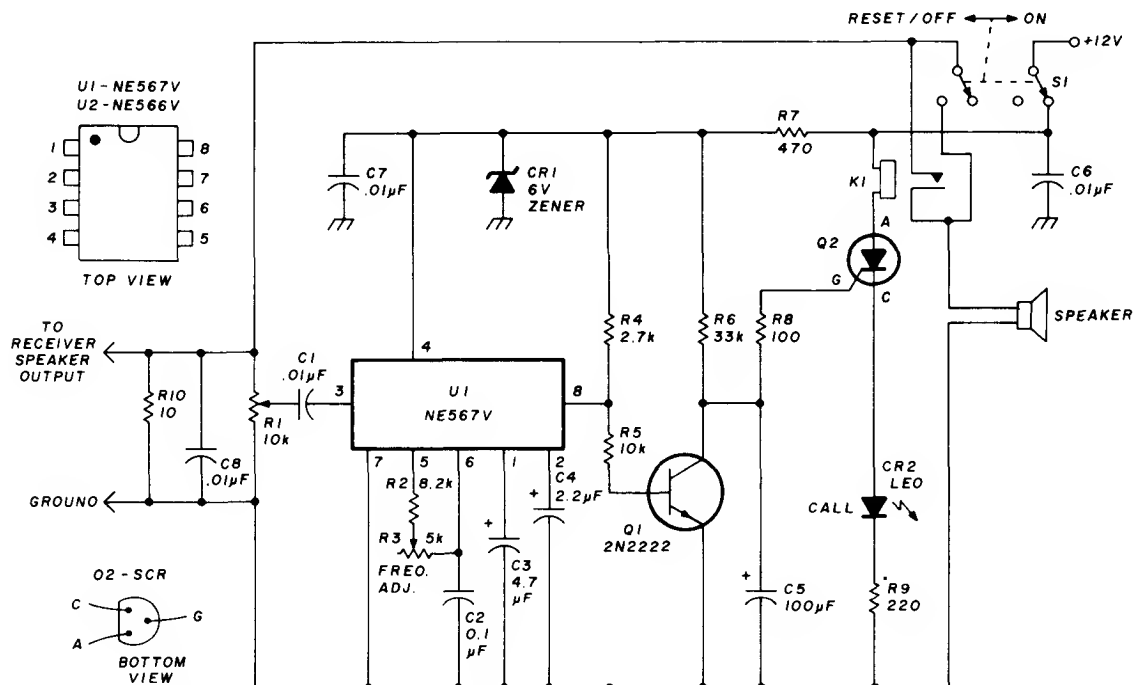 RESET/OFF ON
+12V
S1
U1-NE567V
U2-NE566V
1
2
3
4
8
7
6
5
TOP VIEW
C7
.01µF
CR1
6V
ZENER
R7
470
K1
C6
.01µF
A
Q2
G
C
SPEAKER
TO
RECEIVER
SPEAKER
OUTPUT
R10
10
C8
.01µF
GROUND
R1
10k
C1
.01µF
3
4
U1
NE567V
8
7
5
6
1
2
R4
2.7k
R5
10k
R6
33k
R8
100
R2
8.2k
R3
5k
FREQ.
ADJ.
C2
0.1
µF
+
C3
4.7
µF
+
C4
2.2µF
Q1
2N2222
+
C5
100µF
CALL
CR2
LEO
R9
220
O2-SCR
C
G
A
BOTTOM
VIEW